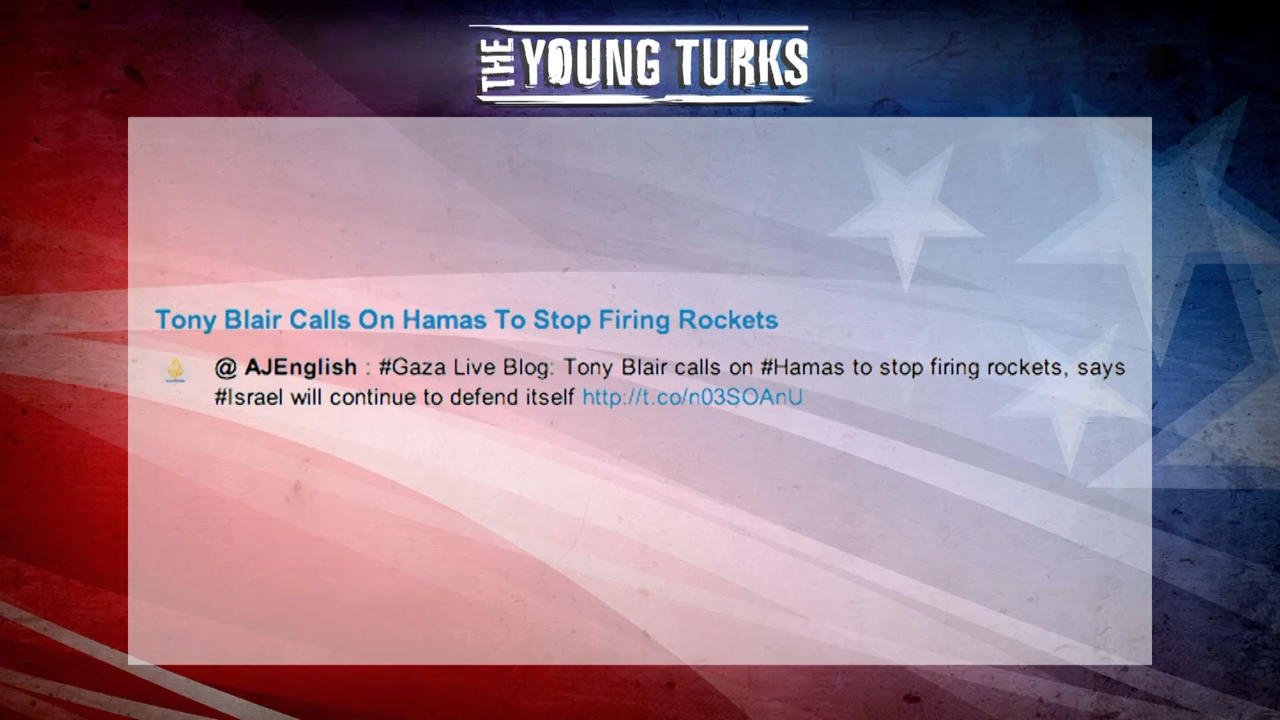 THE YOUNG TURKS
Tony Blair Calls On Hamas To Stop Firing Rockets
@ AJEnglish : #Gaza Live Blog: Tony Blair calls on #Hamas to stop firing rockets, says
#Israel will continue to defend itself http://t.co/n03SOAnU